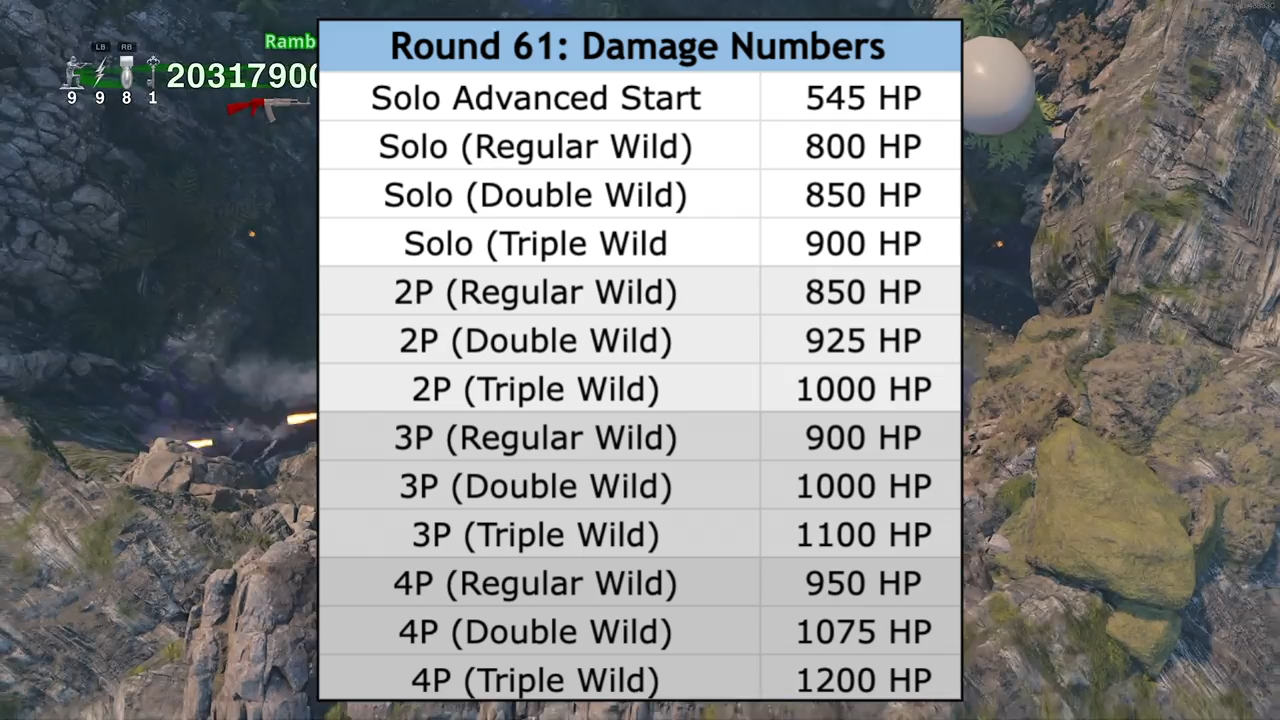 LB RB
Ramb
2031790
9 9 8 1
Round 61: Damage Numbers
Solo Advanced Start 545 HP
Solo (Regular Wild) 800 HP
Solo (Double Wild) 850 HP
Solo (Triple Wild 900 HP
2P (Regular Wild) 850 HP
2P (Double Wild) 925 HP
2P (Triple Wild) 1000 HP
3P (Regular Wild) 900 HP
3P (Double Wild) 1000 HP
3P (Triple Wild) 1100 HP
4P (Regular Wild) 950 HP
4P (Double Wild) 1075 HP
4P (Triple Wild) 1200 HP